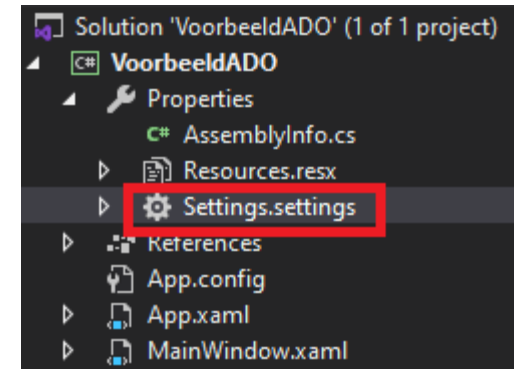 Solution 'VoorbeeldADO' (1 of 1 project)
C# VoorbeeldADO
Properties
C# AssemblyInfo.cs
Resources.resx
Settings.settings
References
App.config
App.xaml
MainWindow.xaml